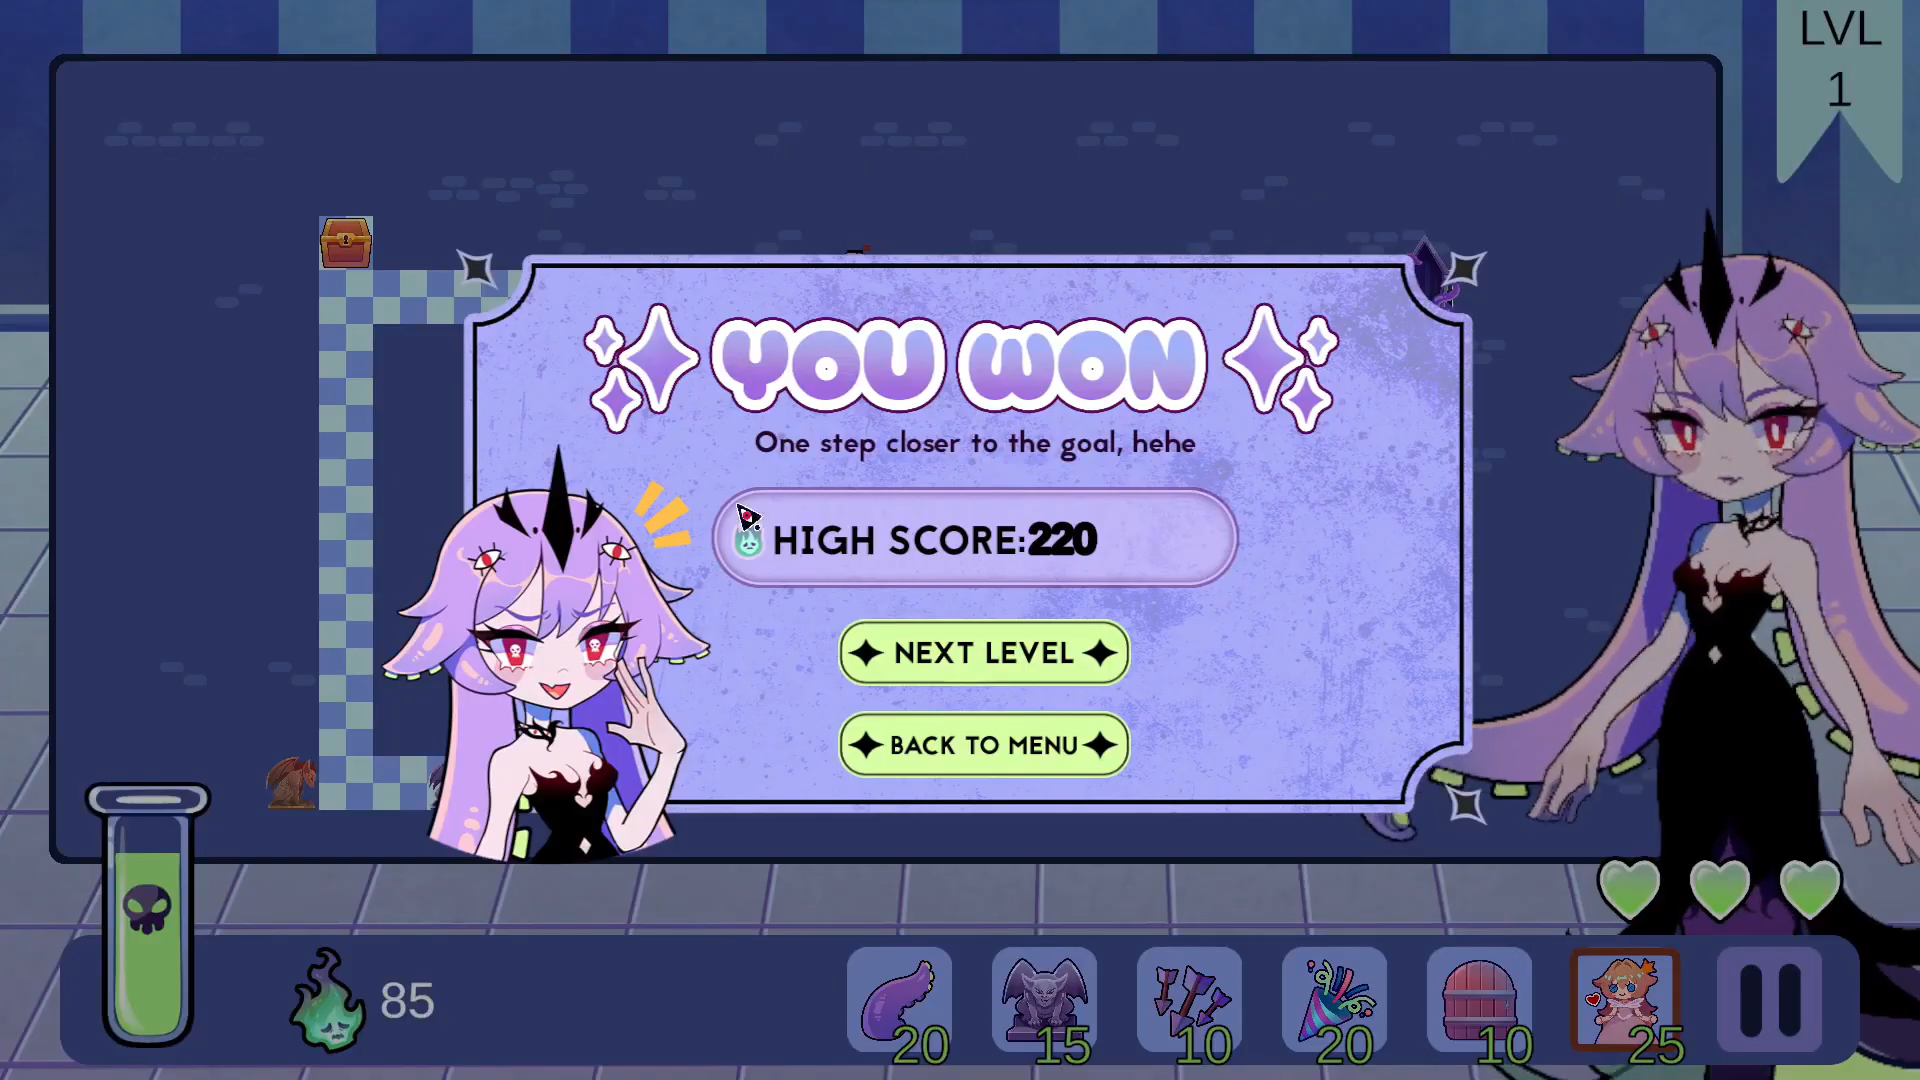 LVL
1
YOU WON
One step closer to the goal, hehe
HIGH SCORE:220
NEXT LEVEL
BACK TO MENU
85
20
15
10
20
10
25